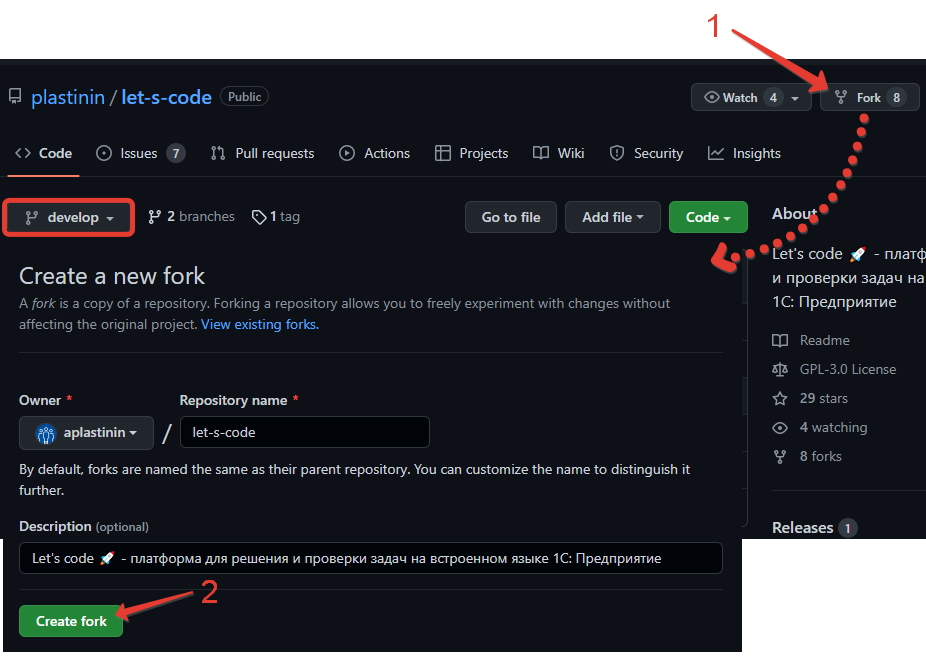 1
plastinin / let-s-code Public
Watch 4 Fork 8
Code Issues 7 Pull requests Actions Projects Wiki Security Insights
develop 2 branches 1 tag Go to file Add file Code
About
Let's code 🚀 - платф
и проверки задач на
1С: Предприятие
Readme
GPL-3.0 License
29 stars
4 watching
8 forks
Releases 1
Create a new fork
A fork is a copy of a repository. Forking a repository allows you to freely experiment with changes without
affecting the original project. View existing forks.
Owner * Repository name *
aplastinin / let-s-code
By default, forks are named the same as their parent repository. You can customize the name to distinguish it
further.
Description (optional)
Let's code 🚀 - платформа для решения и проверки задач на встроенном языке 1С: Предприятие
2
Create fork